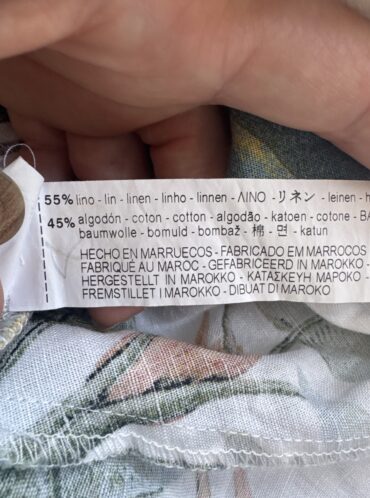 55% lino - lin - linen - linho - linnen - ΛΙΝΟ - リネン - leinen - h
45% algodón - coton - cotton - algodão - katoen - cotone - BA
baumwolle - bomuld - bombaž - 棉 - 면 - katun
HECHO EN MARRUECOS - FABRICADO EM MARROCOS
FABRIQUÉ AU MAROC - GEFABRICEERD IN MAROKKO -
HERGESTELLT IN MAROKKO - ΚΑΤΑΣΚΕΥΗ ΜΑΡΟΚΟ -
FREMSTILLET I MAROKKO - DIBUAT DI MAROKO